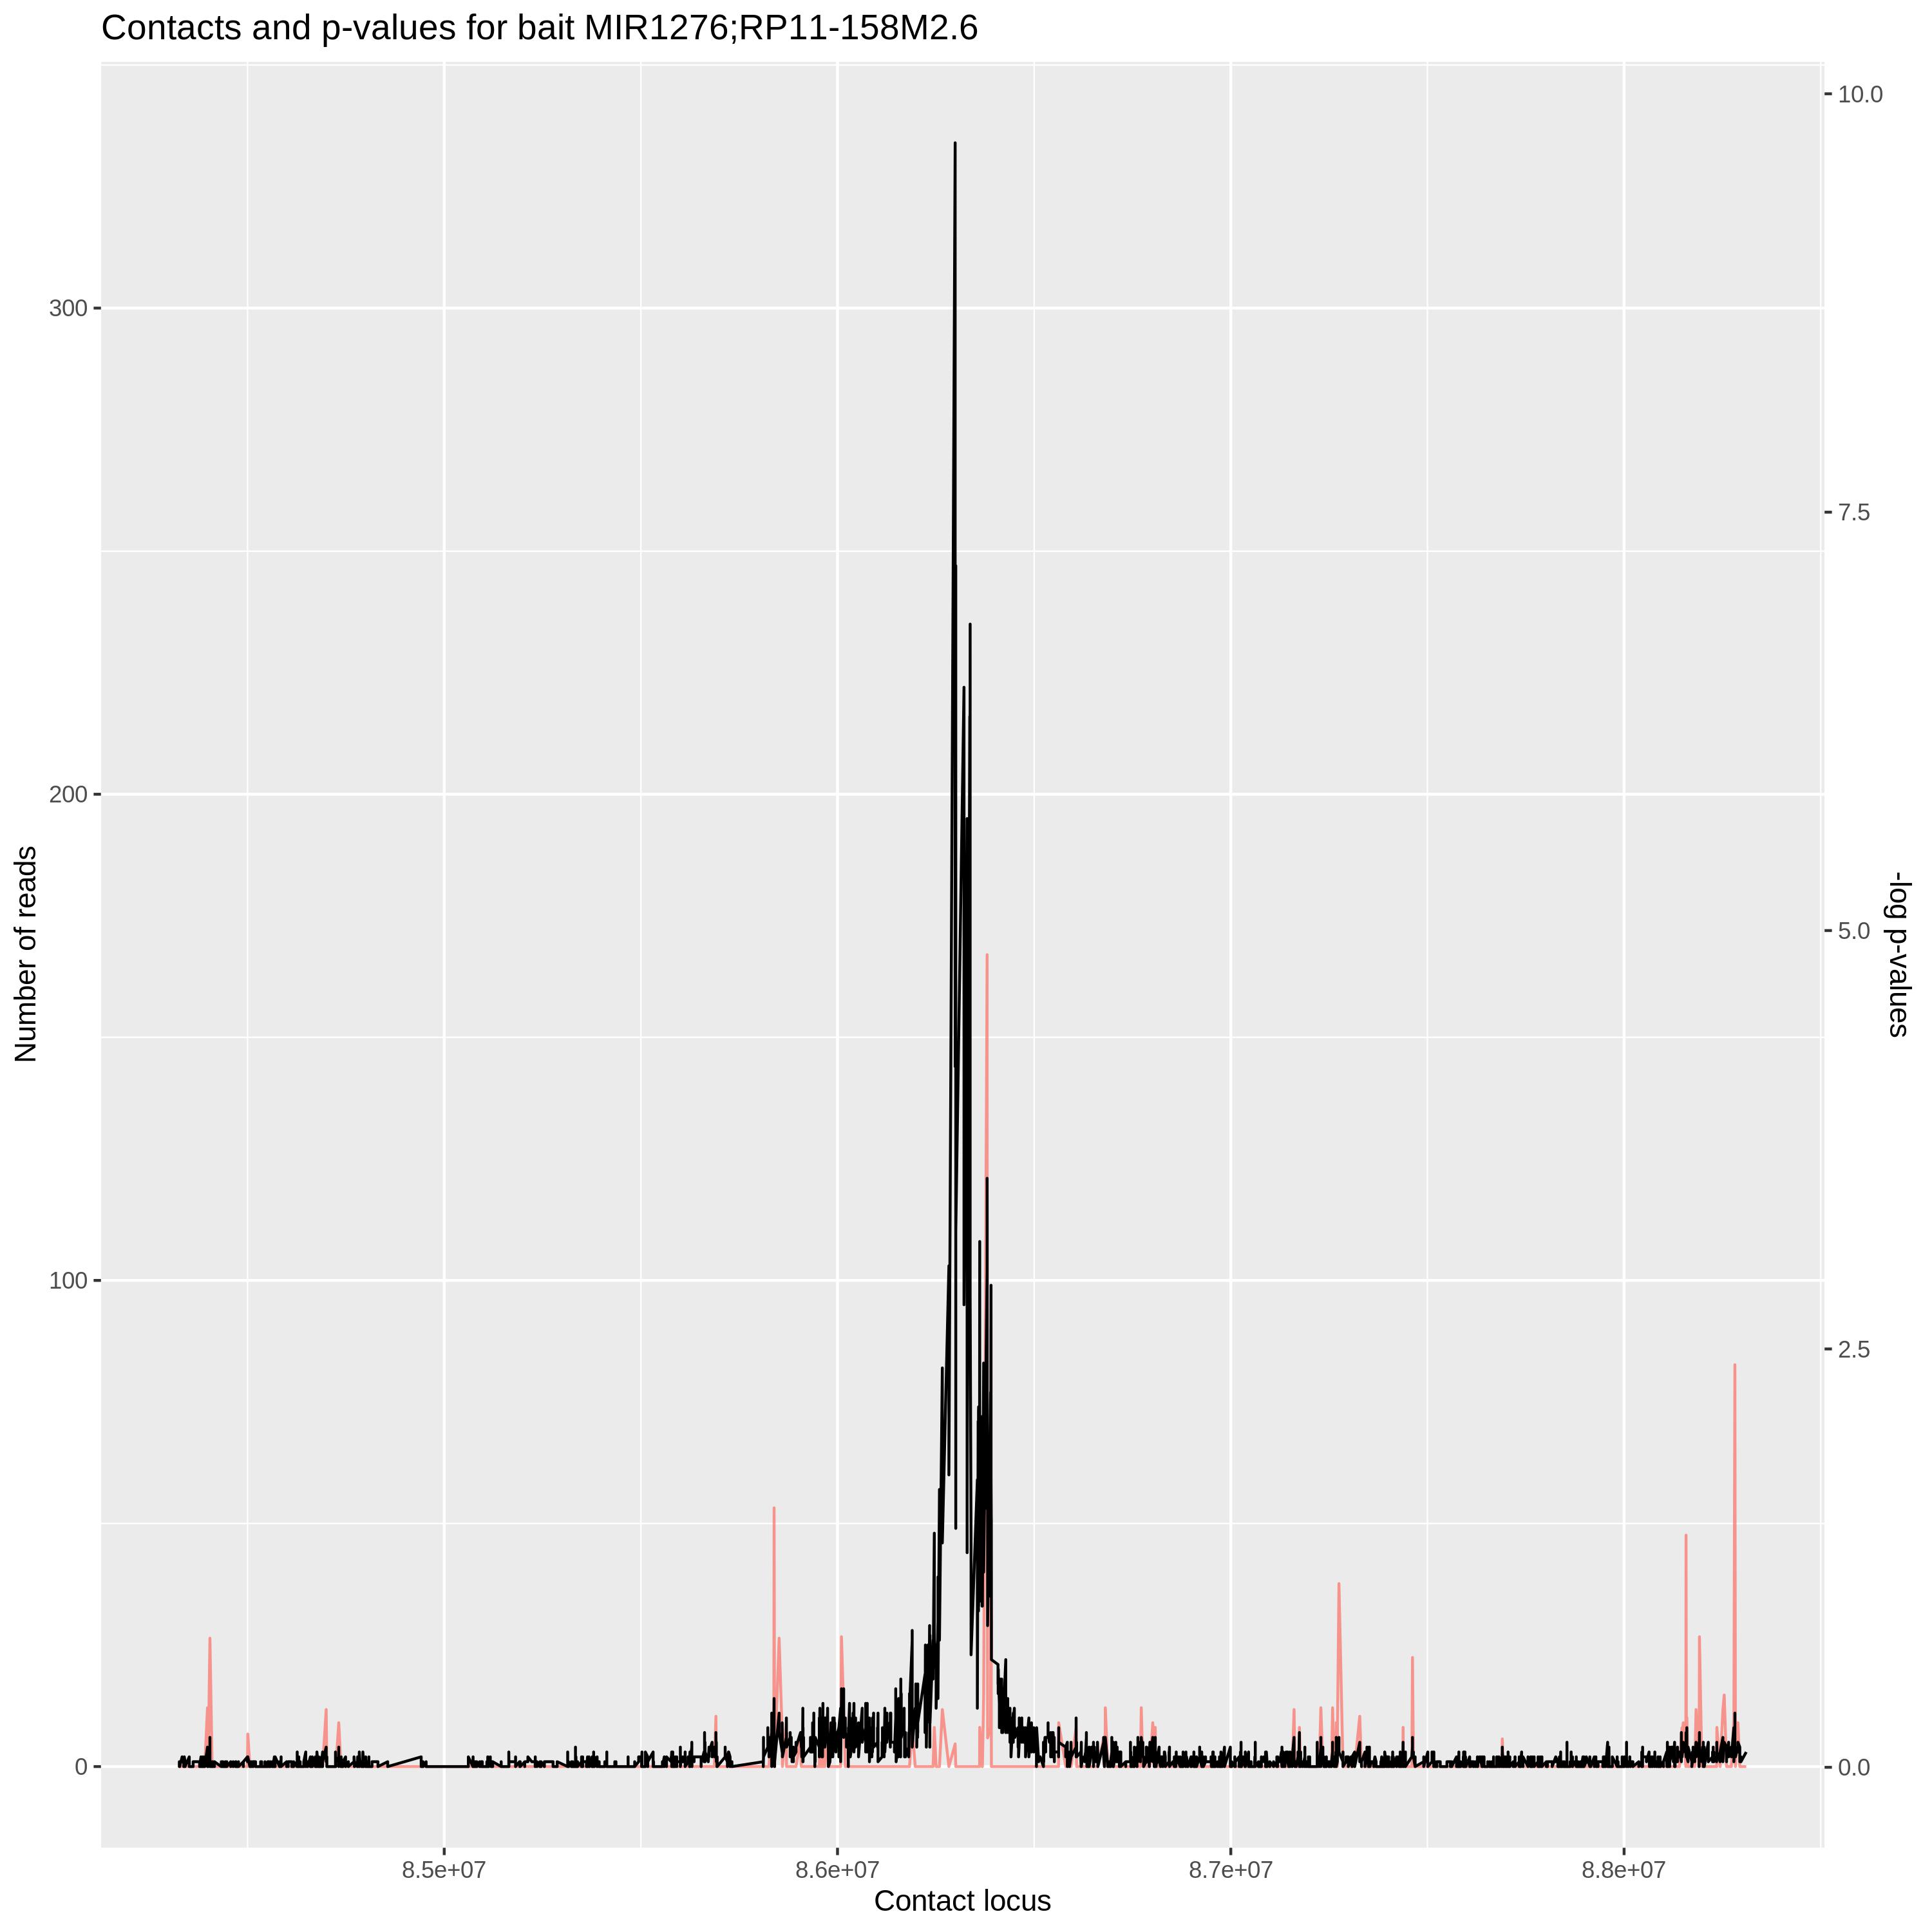 Contacts and p-values for bait MIR1276;RP11-158M2.6
Number of reads
300
200
100
0
10.0
7.5
5.0
2.5
0.0
-log p-values
8.5e+07
8.6e+07
8.7e+07
8.8e+07
Contact locus